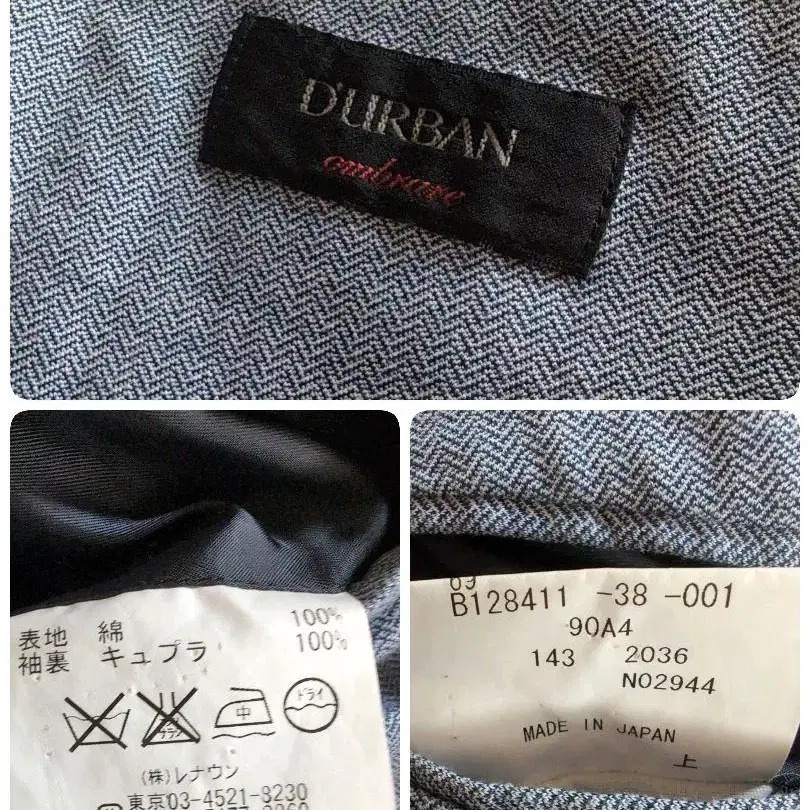 D'URBAN
combrare
表地 綿 100%
袖裏 キュプラ 100%
中
ドライ
(株)レナウン
東京03-4521-8230
B128411 -38 -001
90A4
143 2036
N02944
MADE IN JAPAN
上